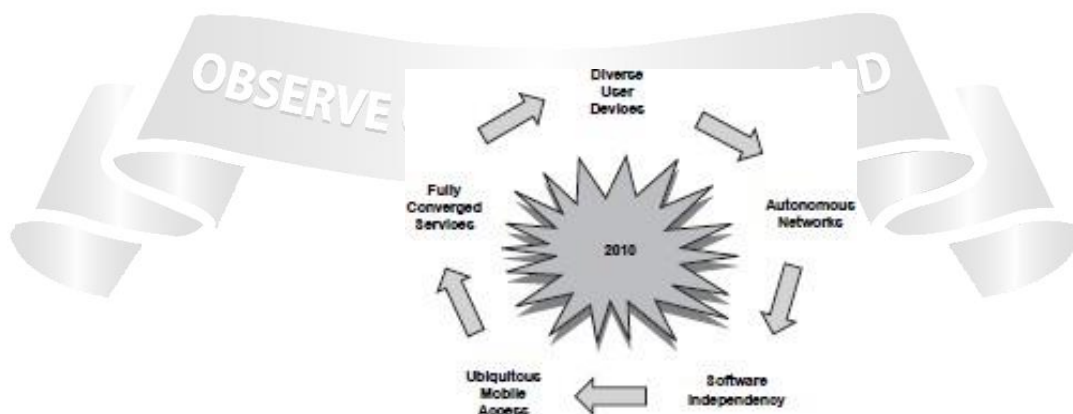 OBSERVE
Diverse
User
Devices
Fully
Converged
Services
Autonomous
Networks
2010
Ubiquitous
Mobile
Access
Software
Independency